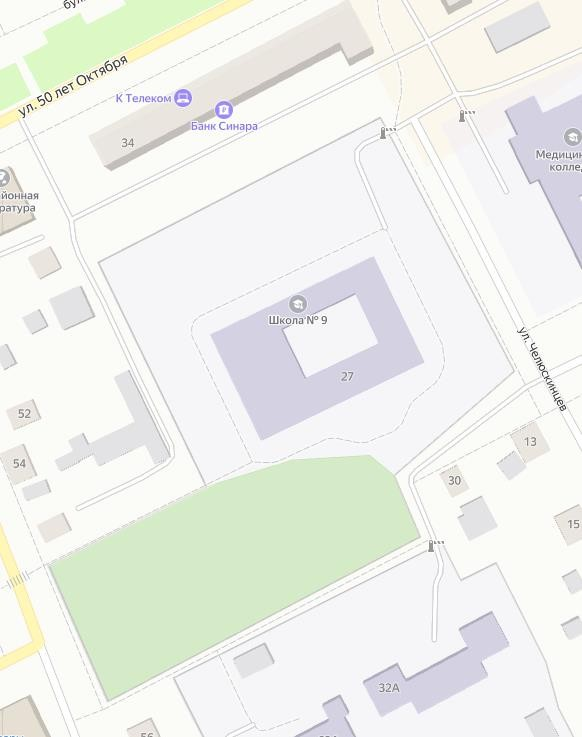 ул. 50 лет Октября
К Телеком
Банк Синара
34
Школа № 9
27
ул. Челюскинцев
52
54
13
30
15
32А